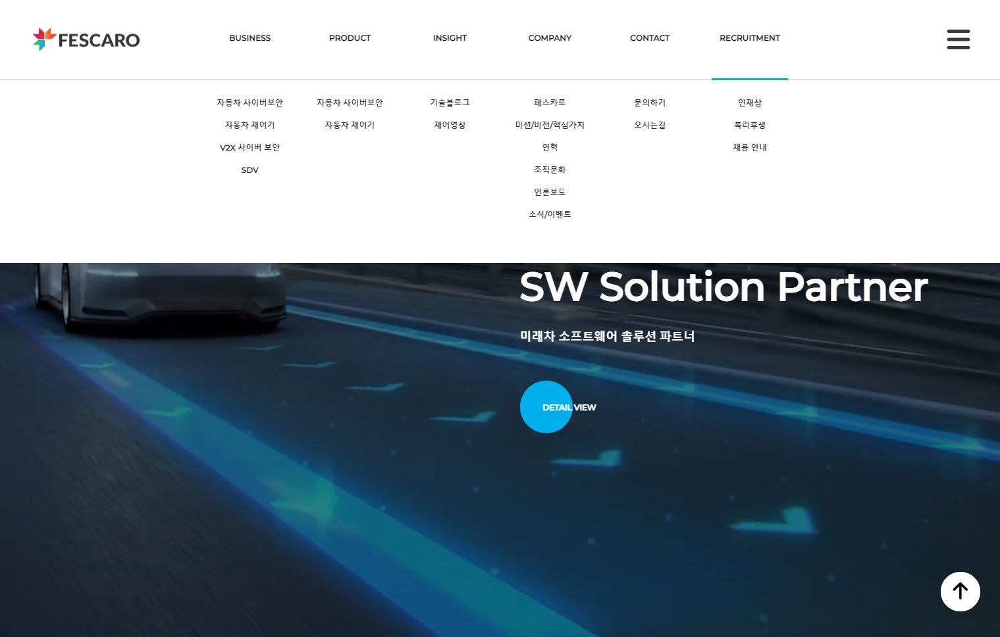 FESCARO
BUSINESS PRODUCT INSIGHT COMPANY CONTACT RECRUITMENT
자동차 사이버보안 자동차 사이버보안 기술블로그 페스카로 문의하기 인재상
자동차 제어기 자동차 제어기 제어영상 미션/비전/핵심가치 오시는길 복리후생
V2X 사이버 보안 연혁 채용 안내
SDV 조직문화
언론보도
소식/이벤트
SW Solution Partner
미래차 소프트웨어 솔루션 파트너
DETAIL VIEW